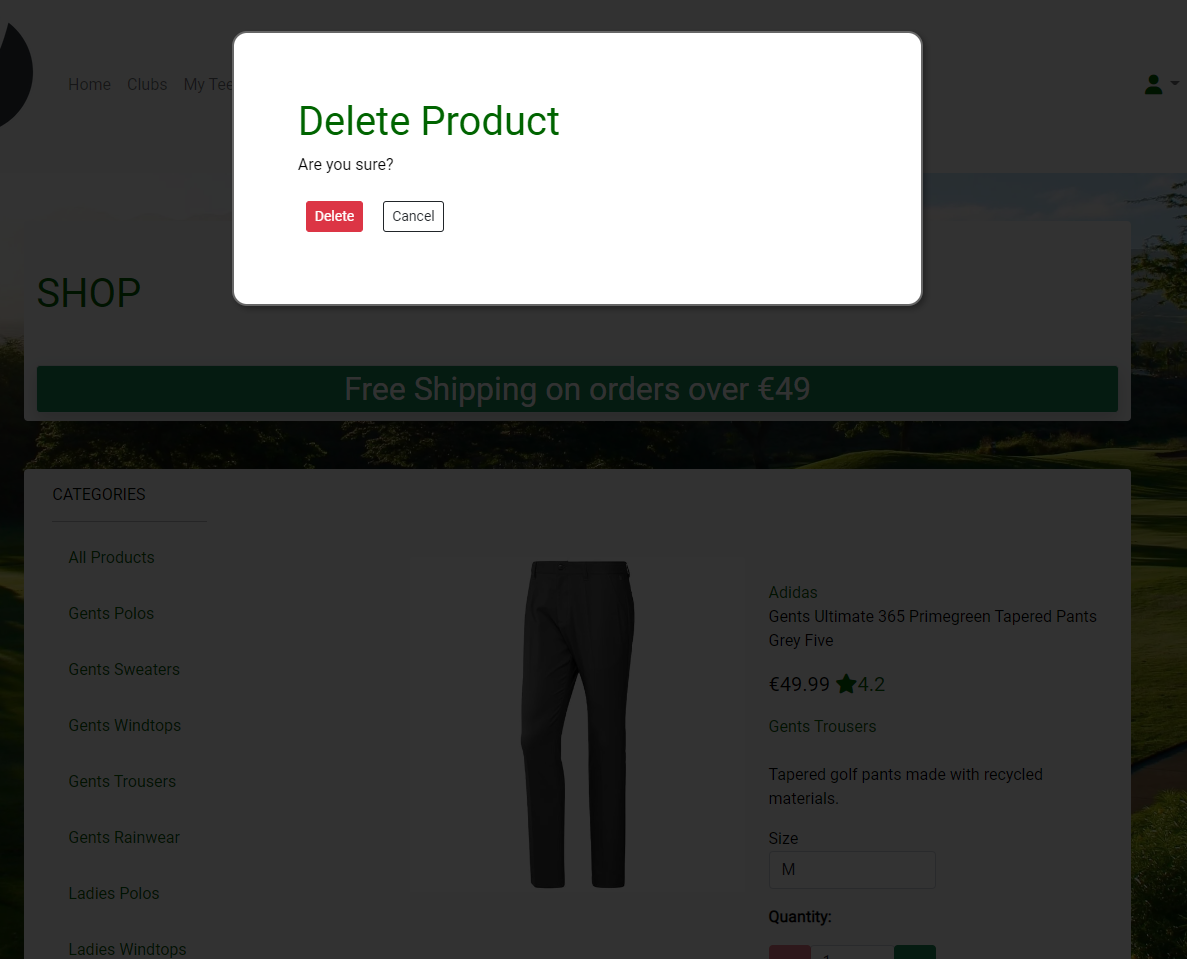 Home Clubs My Tee
Delete Product
Are you sure?
Delete Cancel
SHOP
Free Shipping on orders over €49
CATEGORIES
All Products
Gents Polos
Gents Sweaters
Gents Windtops
Gents Trousers
Gents Rainwear
Ladies Polos
Ladies Windtops
Adidas
Gents Ultimate 365 Primegreen Tapered Pants
Grey Five
€49.99 4.2
Gents Trousers
Tapered golf pants made with recycled
materials.
Size
M
Quantity: